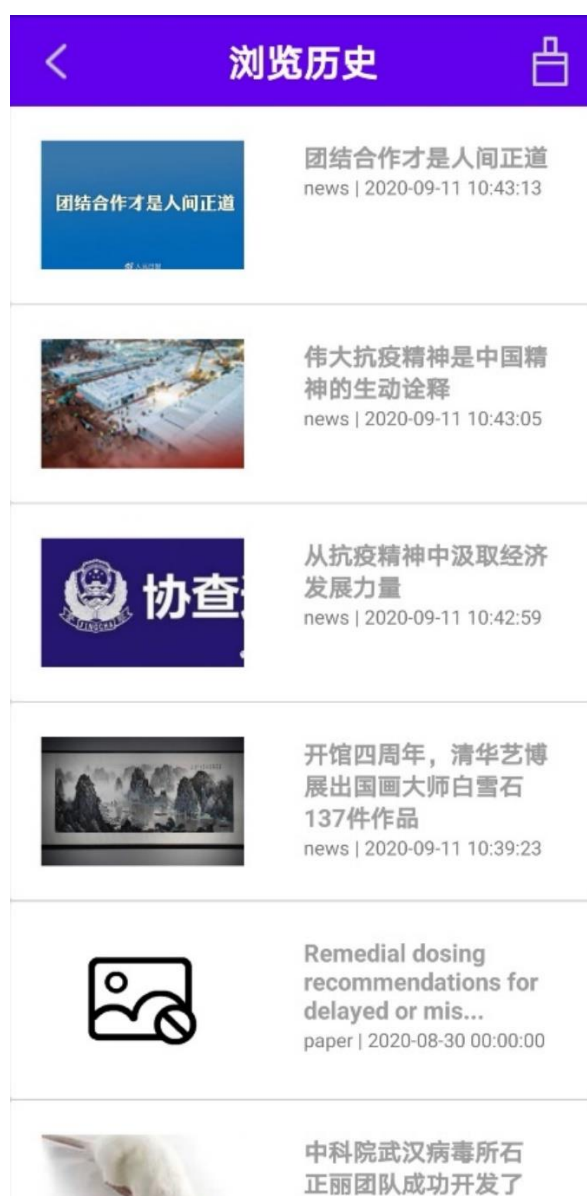 浏览历史
团结合作才是人间正道
团结合作才是人间正道
news | 2020-09-11 10:43:13
伟大抗疫精神是中国精
神的生动诠释
news | 2020-09-11 10:43:05
协查
JINGCHA
从抗疫精神中汲取经济
发展力量
news | 2020-09-11 10:42:59
开馆四周年，清华艺博
展出国画大师白雪石
137件作品
news | 2020-09-11 10:39:23
Remedial dosing
recommendations for
delayed or mis...
paper | 2020-08-30 00:00:00
中科院武汉病毒所石
正丽团队成功开发了